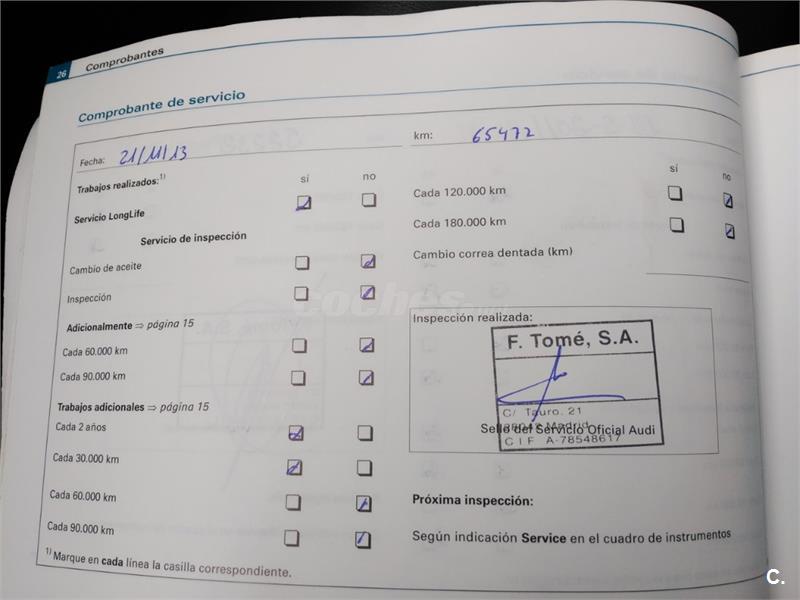 26 Comprobantes
Comprobante de servicio
Fecha: 21/11/13
km: 65472
Trabajos realizados:1) sí no
Servicio LongLife
Servicio de inspección
Cambio de aceite
Inspección
Adicionalmente ⇒ página 15
Cada 60.000 km
Cada 90.000 km
Trabajos adicionales ⇒ página 15
Cada 2 años
Cada 30.000 km
Cada 60.000 km
Cada 90.000 km
1) Marque en cada línea la casilla correspondiente.
sí no
Cada 120.000 km
Cada 180.000 km
Cambio correa dentada (km)
Inspección realizada:
F. Tomé, S.A.
C/ Tauro. 21
Madrid
Sello del Servicio Oficial Audi
C I F A-78548617
Próxima inspección:
Según indicación Service en el cuadro de instrumentos
coches
C.